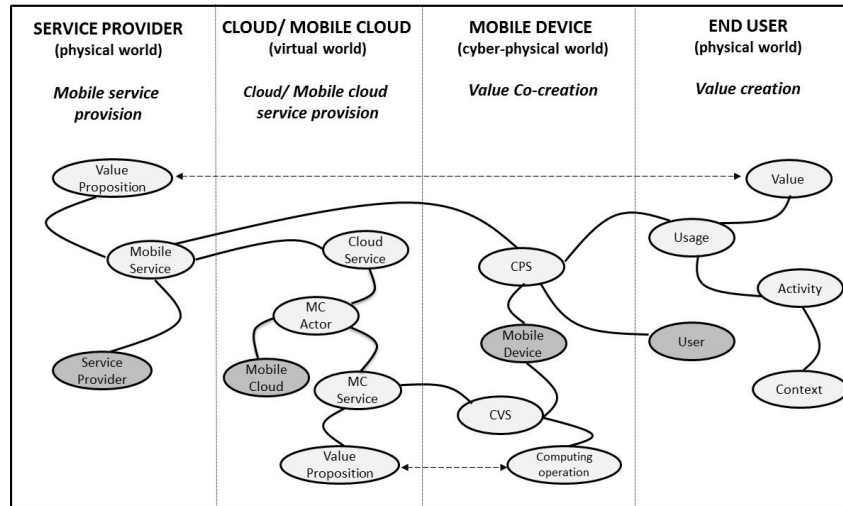 SERVICE PROVIDER
(physical world)
Mobile service
provision
CLOUD/ MOBILE CLOUD
(virtual world)
Cloud/ Mobile cloud
service provision
MOBILE DEVICE
(cyber-physical world)
Value Co-creation
END USER
(physical world)
Value creation
Value
Proposition
Value
Mobile
Service
Cloud
Service
CPS
Usage
MC
Actor
Activity
Service
Provider
Mobile
Cloud
Mobile
Device
User
MC
Service
CVS
Context
Value
Proposition
Computing
operation